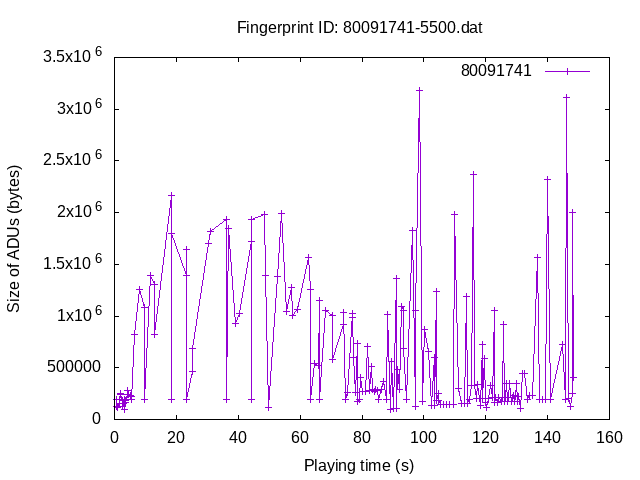 Fingerprint ID: 80091741-5500.dat
80091741
3.5x10^6
3x10^6
2.5x10^6
2x10^6
1.5x10^6
1x10^6
500000
0
Size of ADUs (bytes)
0 20 40 60 80 100 120 140 160
Playing time (s)